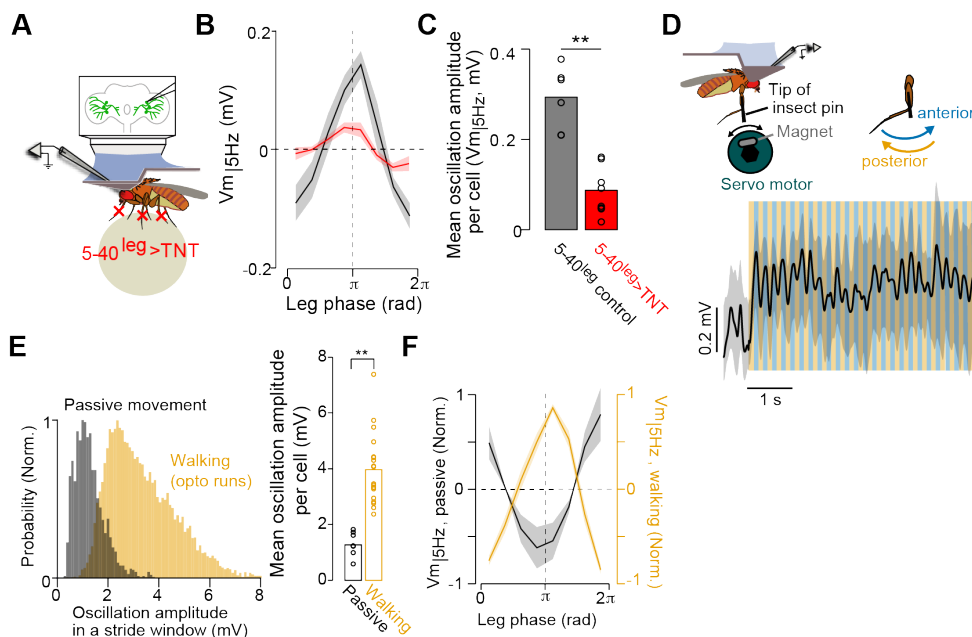 A
5-40 leg>TNT
B
Vm|5Hz (mV)
0.2
0
-0.2
0
π
2π
Leg phase (rad)
C
Mean oscillation amplitude
per cell (Vm|5Hz, mV)
0.4
0.2
0
**
5-40leg control
5-40leg>TNT
D
Tip of
insect pin
Magnet
Servo motor
anterior
posterior
0.2 mV
1 s
E
Passive movement
Walking
(opto runs)
Probability (Norm.)
1
0
0
2
4
6
8
Oscillation amplitude
in a stride window (mV)
Mean oscillation amplitude
per cell (mV)
8
6
4
2
0
**
Passive
Walking
F
Vm|5Hz, passive (Norm.)
1
0
-1
0
π
2π
Leg phase (rad)
1
0
-1
Vm|5Hz, walking (Norm.)